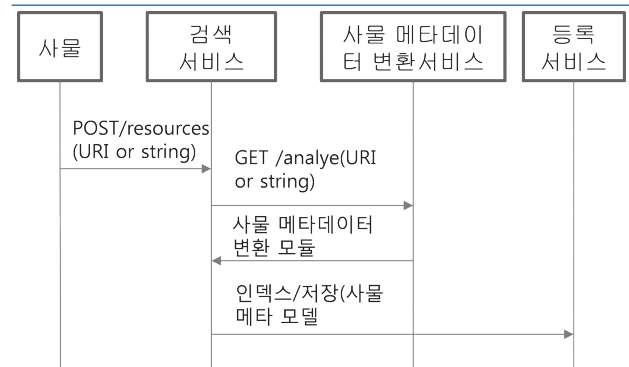 사물
검색
서비스
사물 메타데이
터 변환서비스
등록
서비스
POST/resources
(URI or string)
GET /analye(URI
or string)
사물 메타데이터
변환 모듈
인덱스/저장(사물
메타 모델